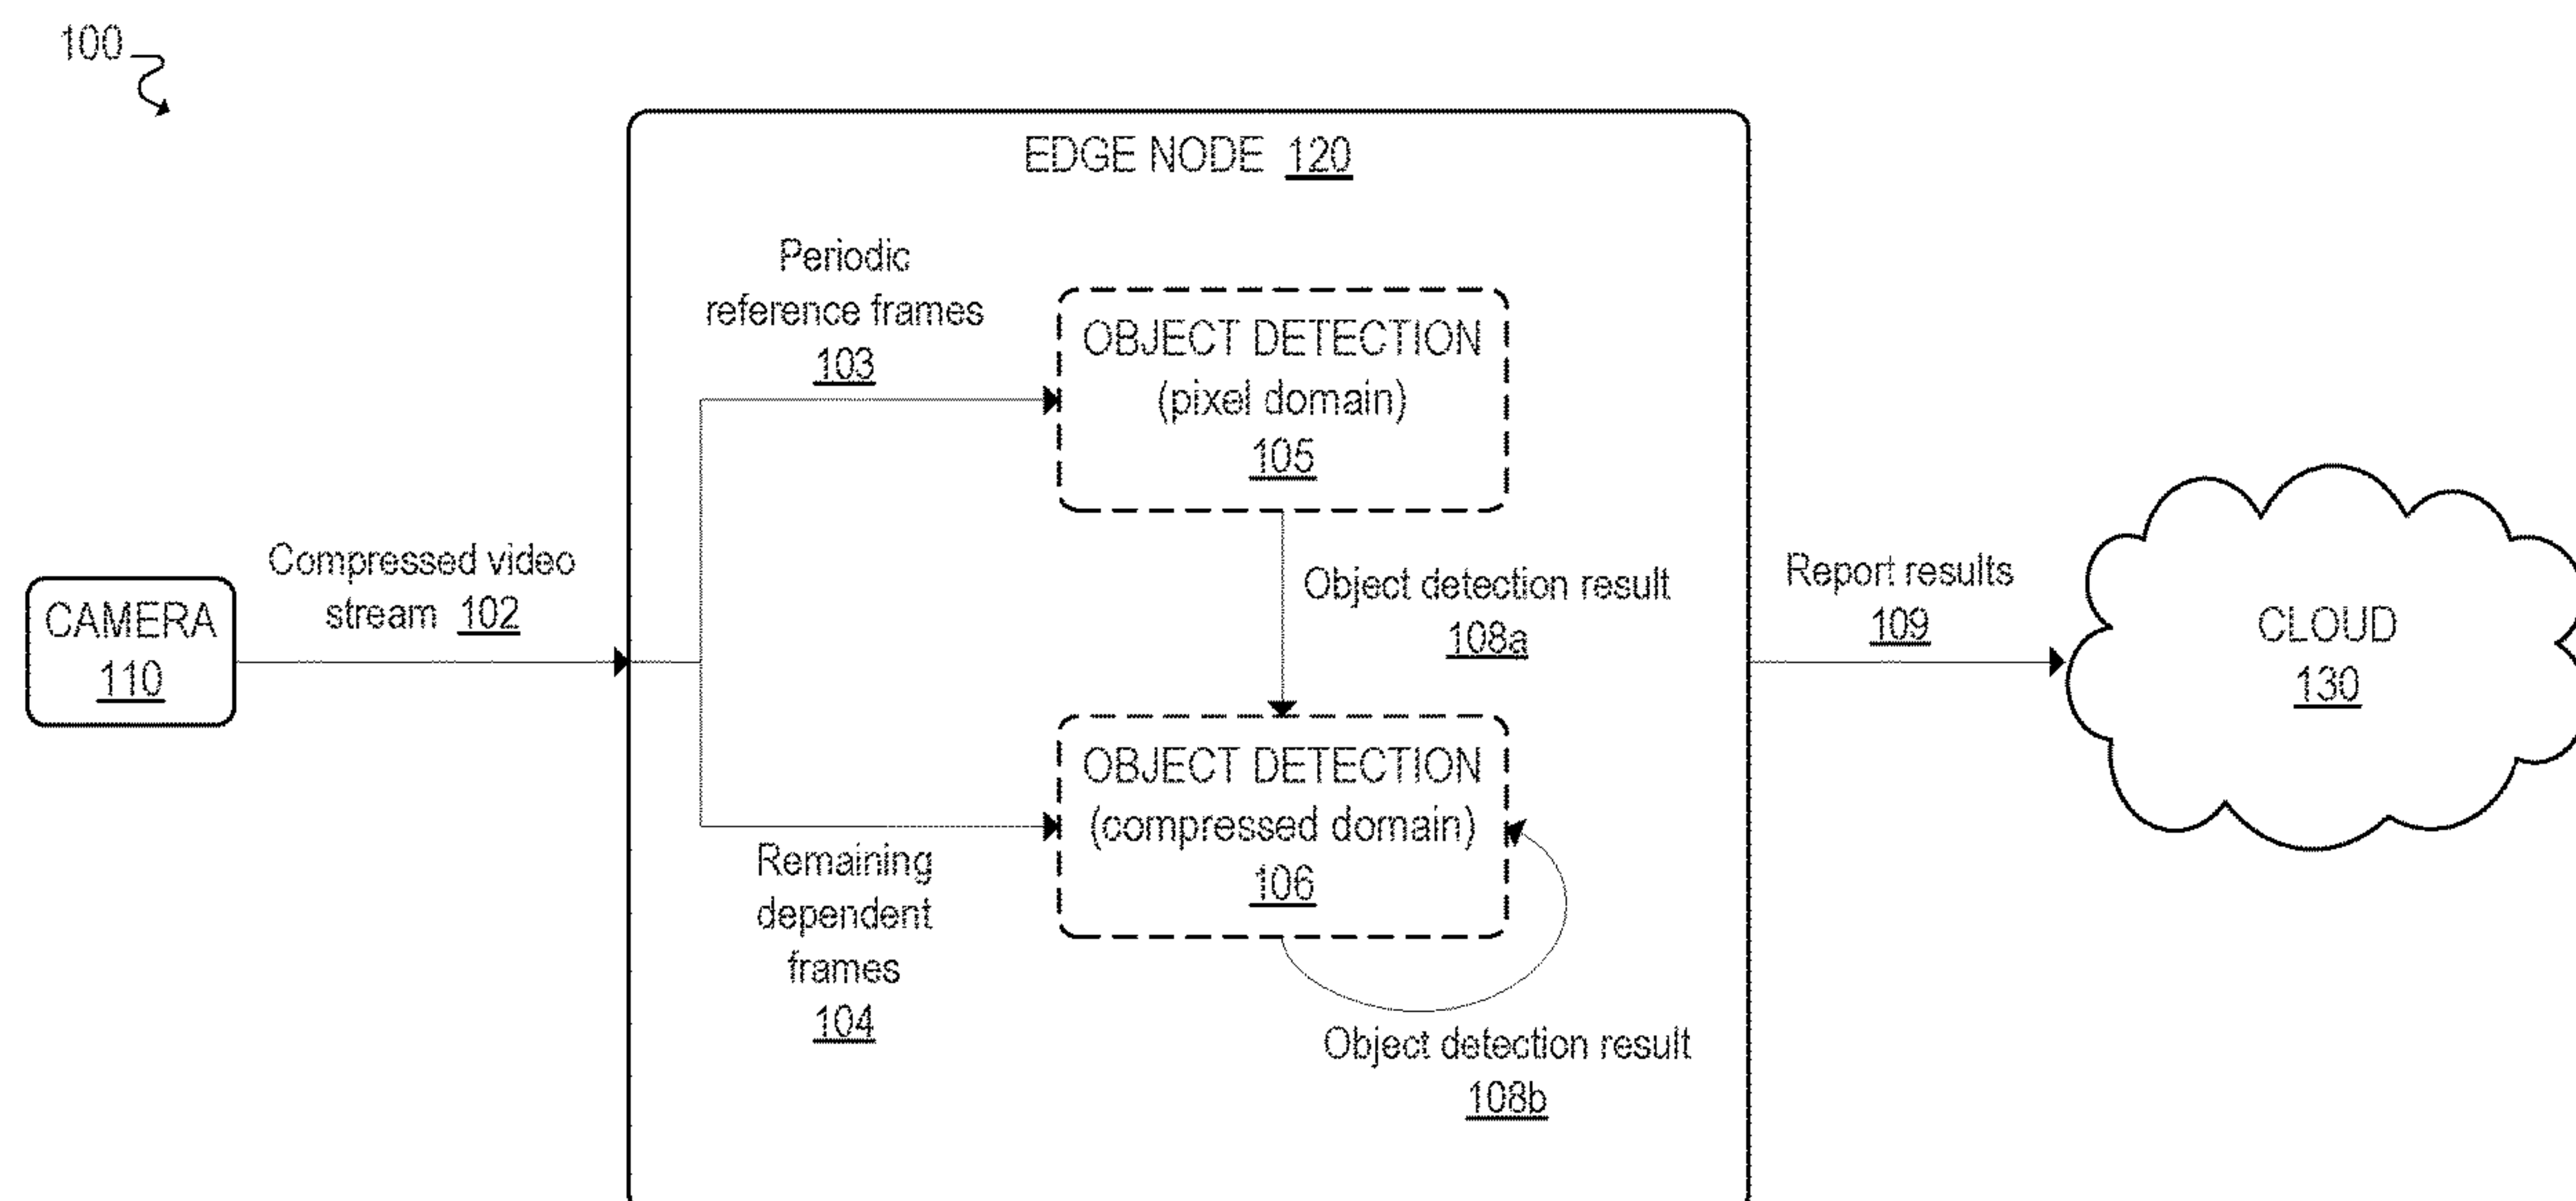 100
EDGE NODE 120
Periodic
reference frames
103
OBJECT DETECTION
(pixel domain)
105
Compressed video
stream 102
CAMERA
110
Object detection result
108a
Report results
109
CLOUD
130
OBJECT DETECTION
(compressed domain)
106
Remaining
dependent
frames
104
Object detection result
108b